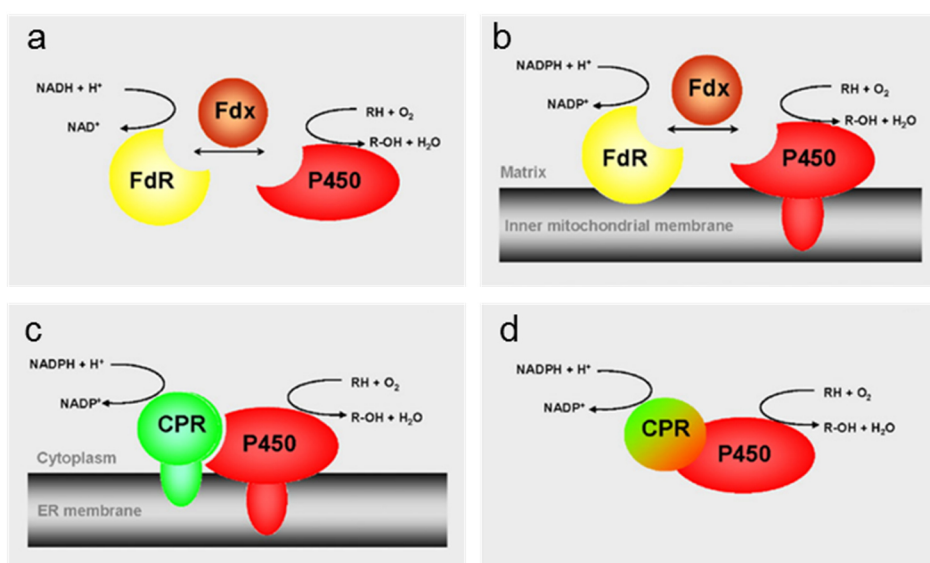 a
NADH + H⁺
NAD⁺
Fdx
RH + O₂
R-OH + H₂O
FdR
P450
b
NADPH + H⁺
NADP⁺
Fdx
RH + O₂
R-OH + H₂O
FdR
P450
Matrix
Inner mitochondrial membrane
c
NADPH + H⁺
NADP⁺
RH + O₂
R-OH + H₂O
CPR
P450
Cytoplasm
ER membrane
d
NADPH + H⁺
NADP⁺
RH + O₂
R-OH + H₂O
CPR
P450